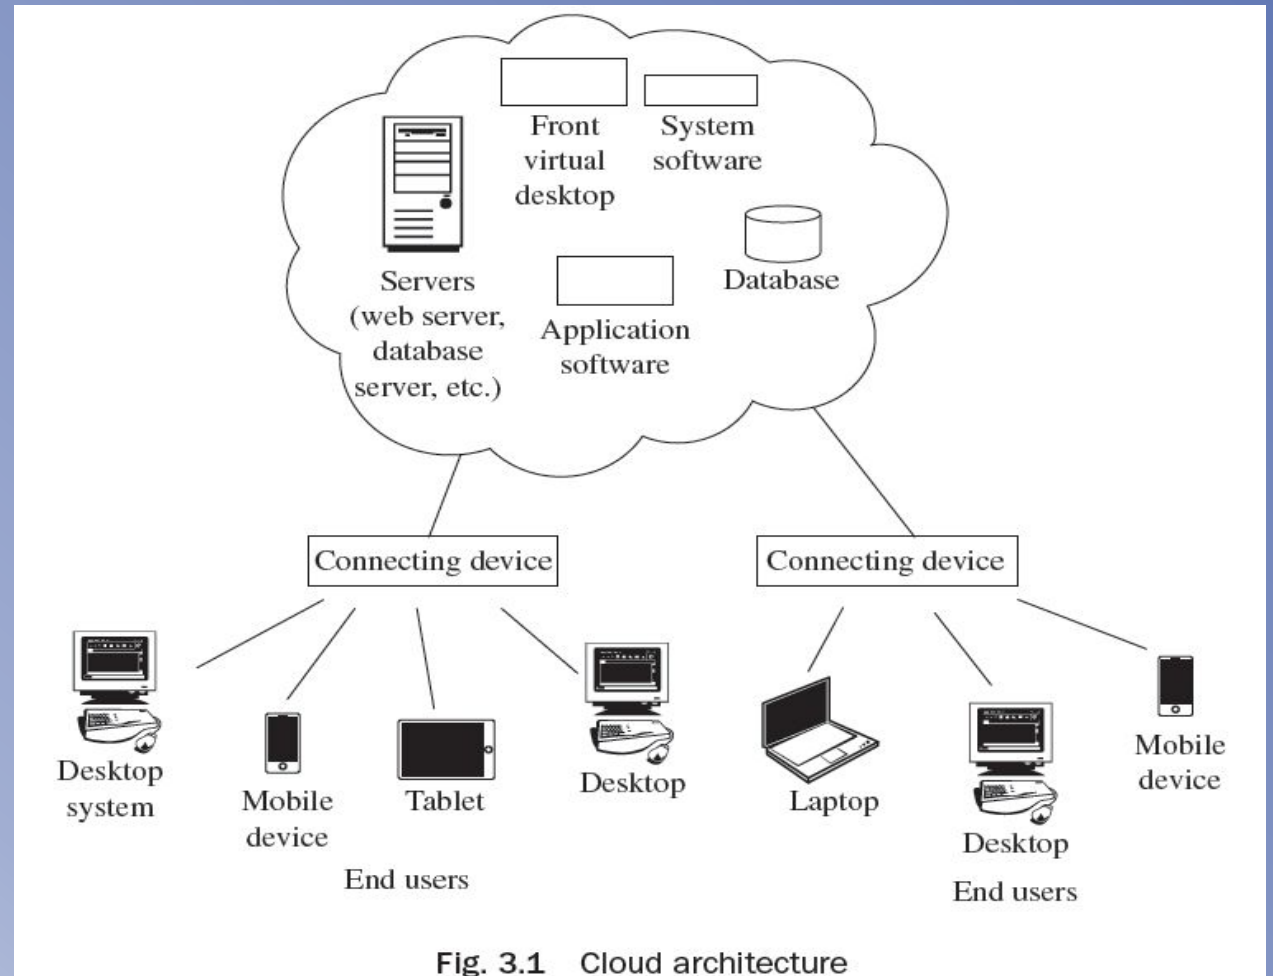 Front
virtual
desktop
System
software
Servers
(web server,
database
server, etc.)
Application
software
Database
Connecting device
Connecting device
Desktop
system
Mobile
device
Tablet
Desktop
End users
Laptop
Desktop
Mobile
device
End users
Fig. 3.1 Cloud architecture